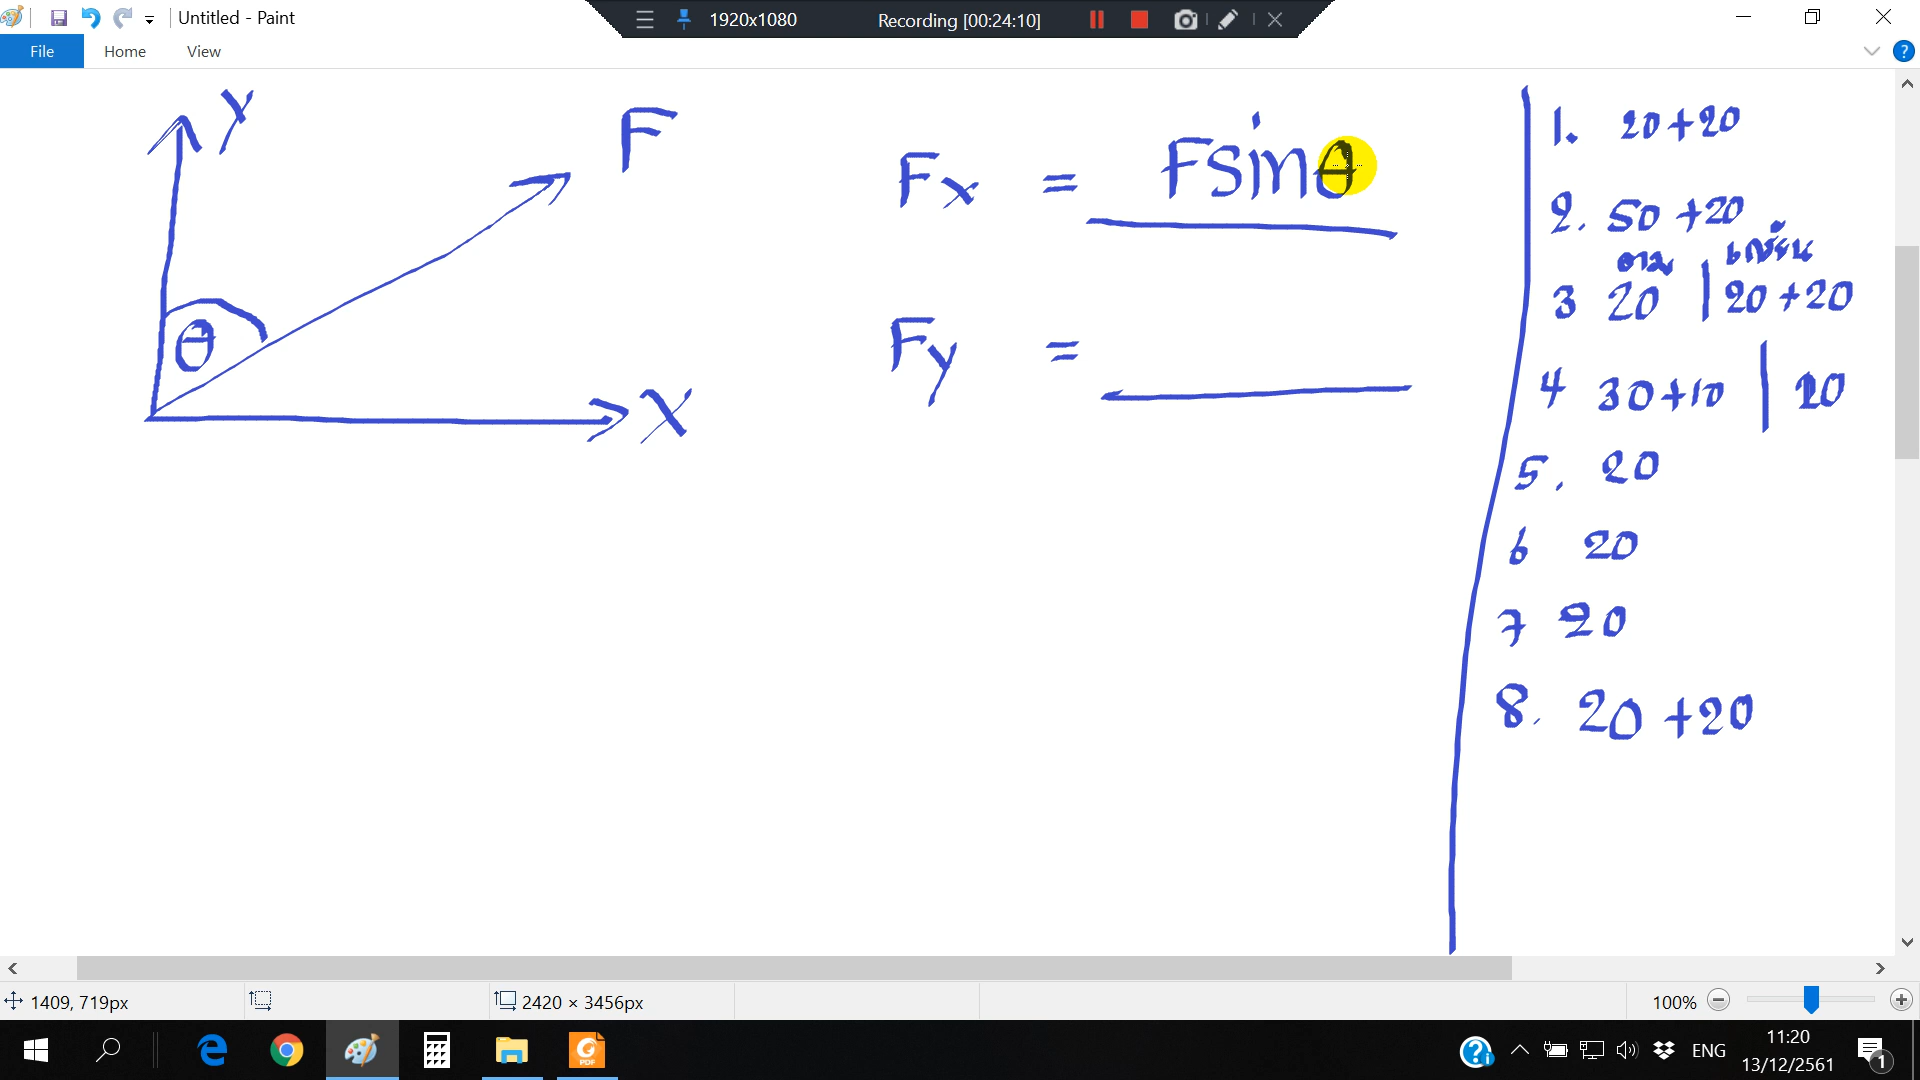 Untitled - Paint
1920x1080
Recording [00:24:10]
File Home View
Y
F
θ
X
Fx = Fsinθ
Fy =
1. 20+20
2. 50+20
3 20 | 20+20
4 30+10 | 20
5. 20
6 20
7 20
8. 20+20
1409, 719px
2420 × 3456px
100%
PDF
ENG
11:20
13/12/2561
1